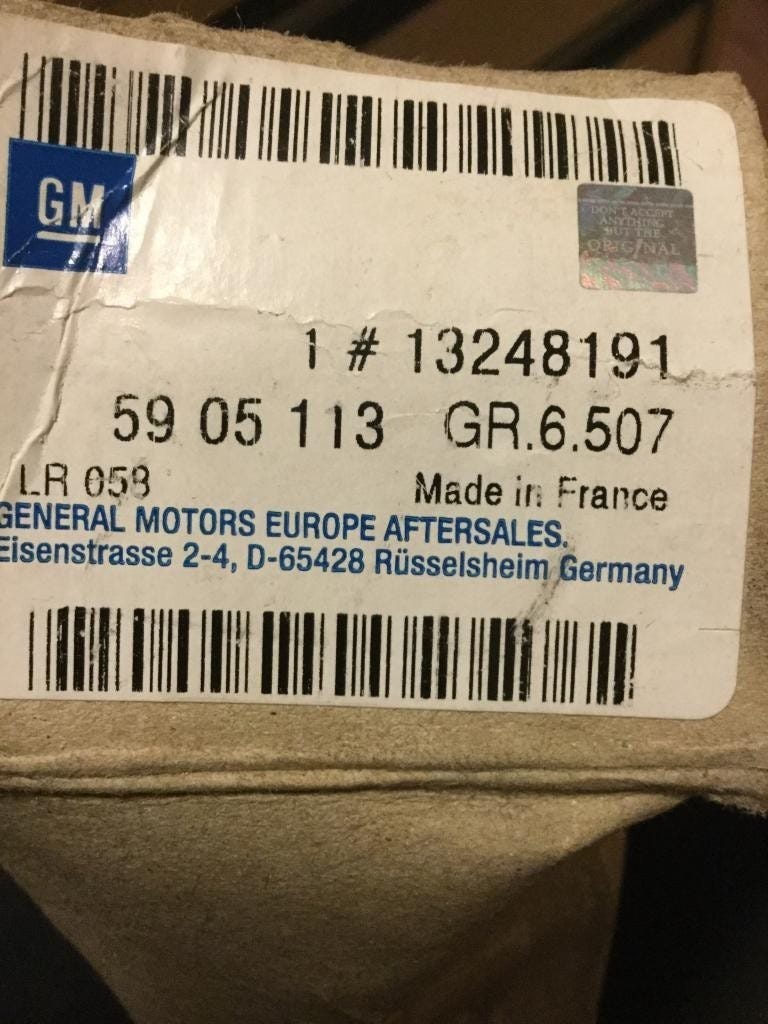 GM
DON'T ACCEPT
ANYTHING
BUT THE
ORIGINAL
1 # 13248191
59 05 113 GR.6.507
LR 058
Made in France
GENERAL MOTORS EUROPE AFTERSALES.
Eisenstrasse 2-4, D-65428 Rüsselsheim Germany